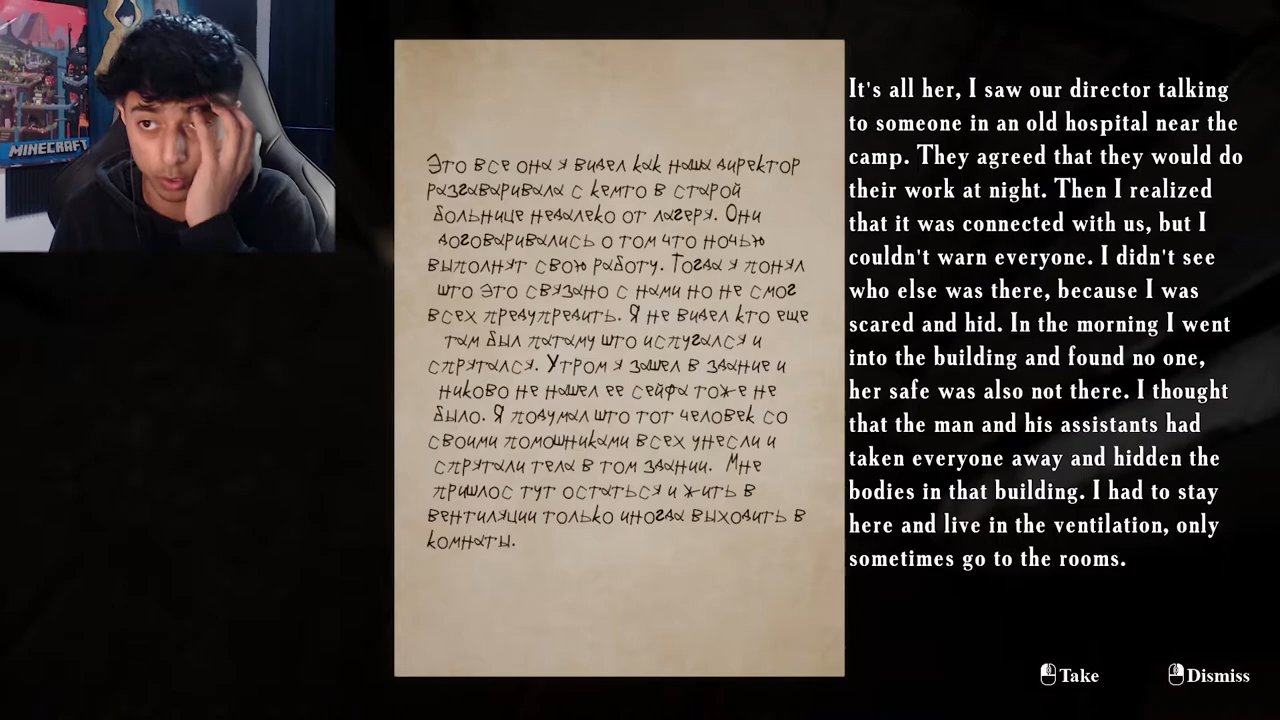 MINECRAFT
Это все она я видел как наша директор
разгаваривала с кемто в старой
больнице недалеко от лагеря. Они
договоривались о том что ночью
выполнят свою работу. Тогда я понял
што это связано с нами но не смог
всех предупредить. Я не видел кто еще
там был патаму што испугался и
спрятался. Утром я зашел в здание и
никово не нашел ее сейфа тоже не
было. Я подумал што тот человек со
своими помошниками всех унесли и
спрятали тела в том здании. Мне
пришлос тут остаться и жить в
вентиляции только иногда выходить в
комнаты.
It's all her, I saw our director talking
to someone in an old hospital near the
camp. They agreed that they would do
their work at night. Then I realized
that it was connected with us, but I
couldn't warn everyone. I didn't see
who else was there, because I was
scared and hid. In the morning I went
into the building and found no one,
her safe was also not there. I thought
that the man and his assistants had
taken everyone away and hidden the
bodies in that building. I had to stay
here and live in the ventilation, only
sometimes go to the rooms.
Take Dismiss